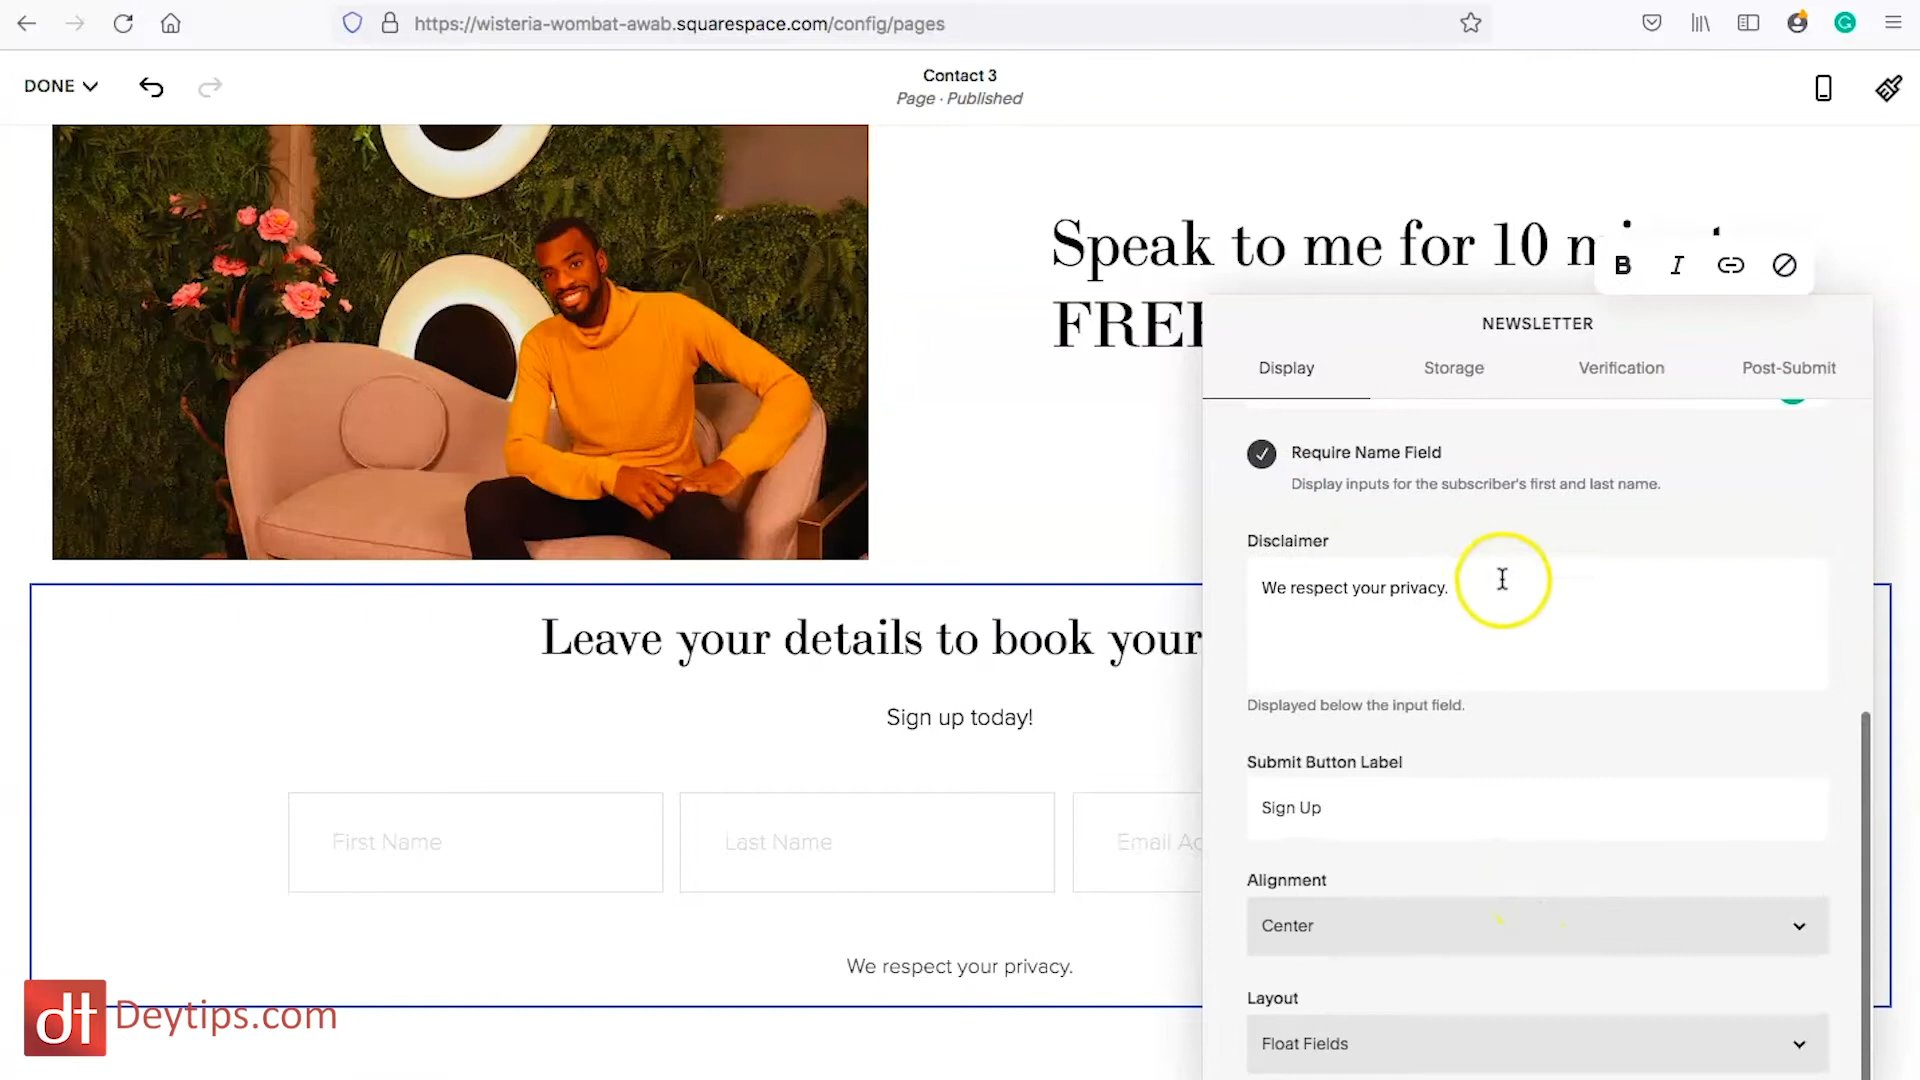 https://wisteria-wombat-awab.squarespace.com/config/pages
DONE
Contact 3
Page · Published
Speak to me for 10
FREE
B I
NEWSLETTER
Display Storage Verification Post-Submit
Require Name Field
Display inputs for the subscriber's first and last name.
Disclaimer
We respect your privacy.
Displayed below the input field.
Submit Button Label
Sign Up
Alignment
Center
Layout
Float Fields
Leave your details to book your
Sign up today!
First Name
Last Name
Email
We respect your privacy.
dt Deytips.com